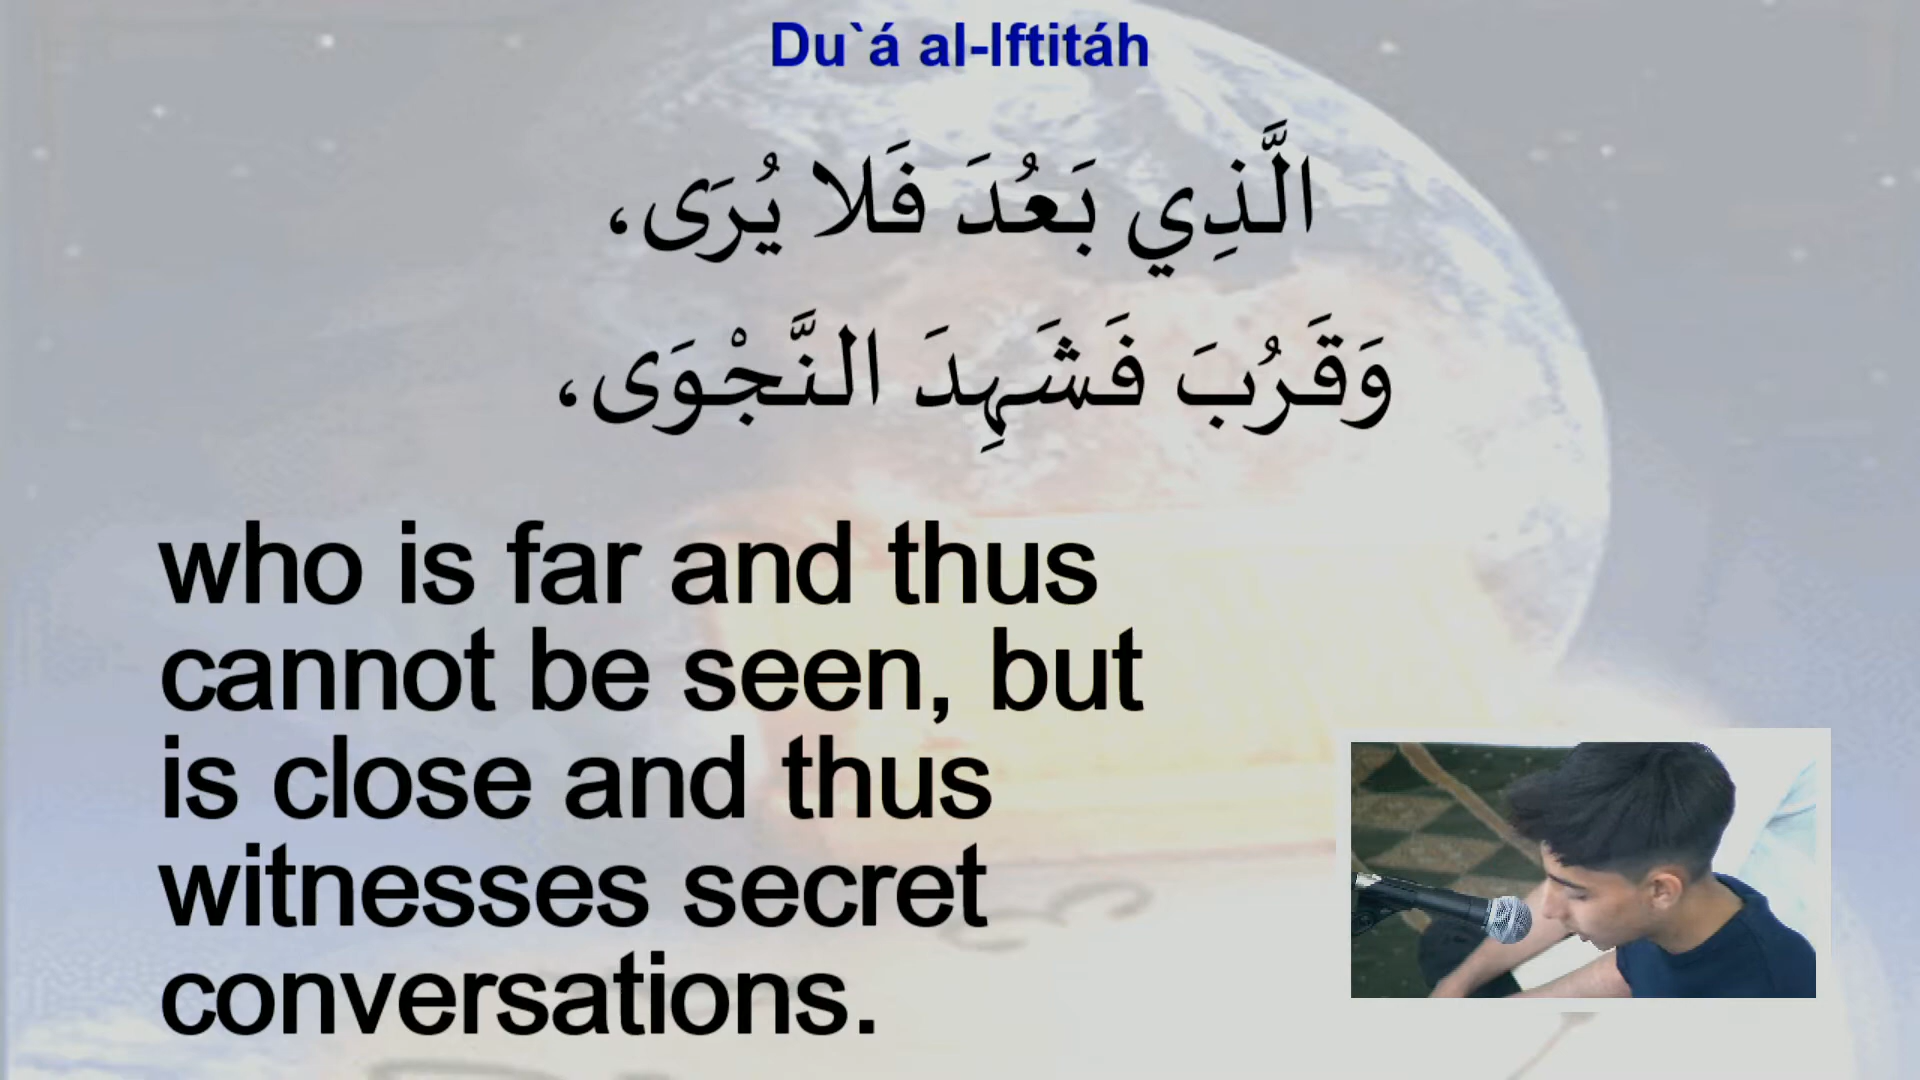 Du`á al-Iftitáh
الَّذِي بَعُدَ فَلا يُرَى،
وَقَرُبَ فَشَهِدَ النَّجْوَى،
who is far and thus
cannot be seen, but
is close and thus
witnesses secret
conversations.